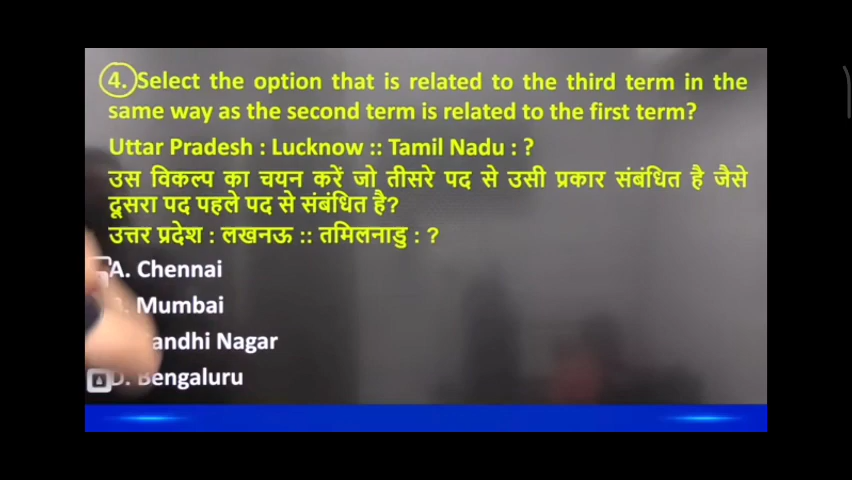 4. Select the option that is related to the third term in the
same way as the second term is related to the first term?
Uttar Pradesh : Lucknow :: Tamil Nadu : ?
उस विकल्प का चयन करें जो तीसरे पद से उसी प्रकार संबंधित है जैसे
दूसरा पद पहले पद से संबंधित है?
उत्तर प्रदेश : लखनऊ :: तमिलनाडु : ?
A. Chennai
Mumbai
andhi Nagar
D. Bengaluru